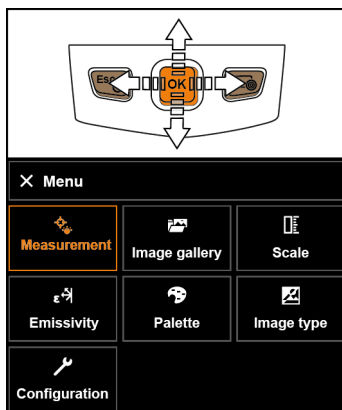 Esc
OK
Menu
Measurement
Image gallery
Scale
ε
Emissivity
Palette
Image type
Configuration